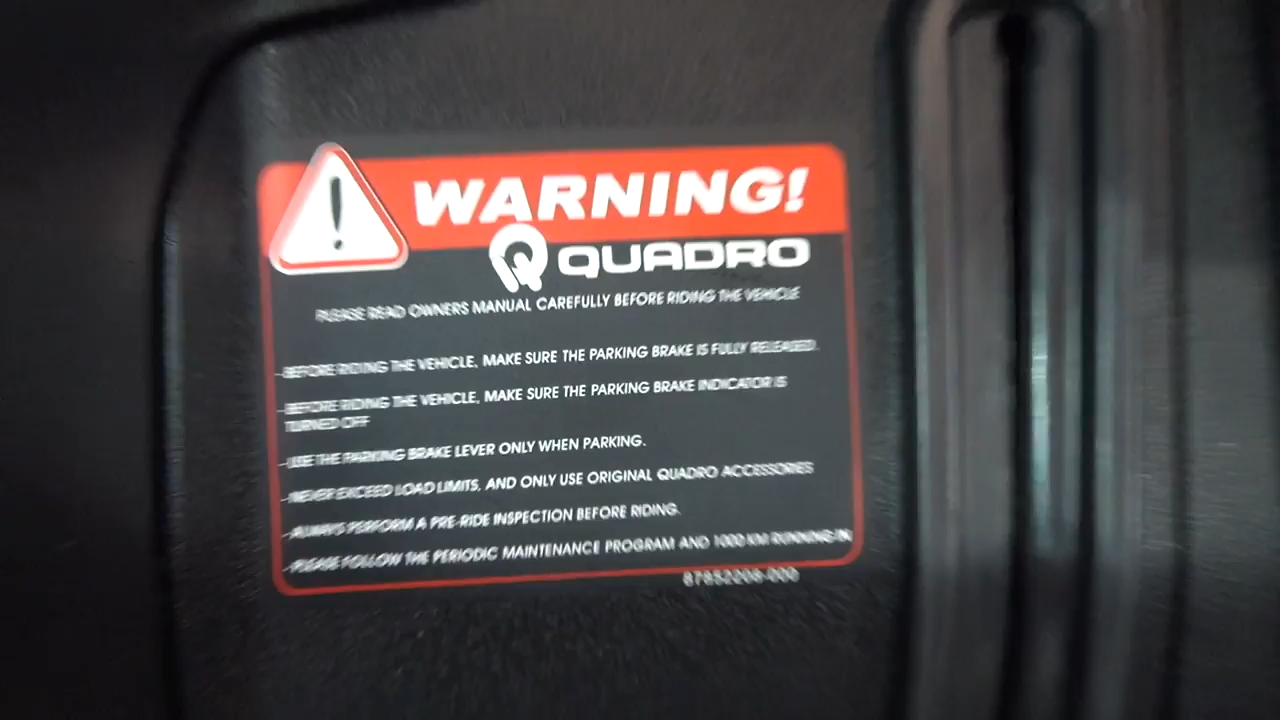 WARNING!
QUADRO
PLEASE READ OWNERS MANUAL CAREFULLY BEFORE RIDING THE VEHICLE
- BEFORE RIDING THE VEHICLE, MAKE SURE THE PARKING BRAKE IS FULLY RELEASED.
- BEFORE RIDING THE VEHICLE, MAKE SURE THE PARKING BRAKE INDICATOR IS
TURNED OFF
- USE THE PARKING BRAKE LEVER ONLY WHEN PARKING.
- NEVER EXCEED LOAD LIMITS, AND ONLY USE ORIGINAL QUADRO ACCESSORIES
- ALWAYS PERFORM A PRE-RIDE INSPECTION BEFORE RIDING.
- PLEASE FOLLOW THE PERIODIC MAINTENANCE PROGRAM AND 1000 KM RUNNING IN